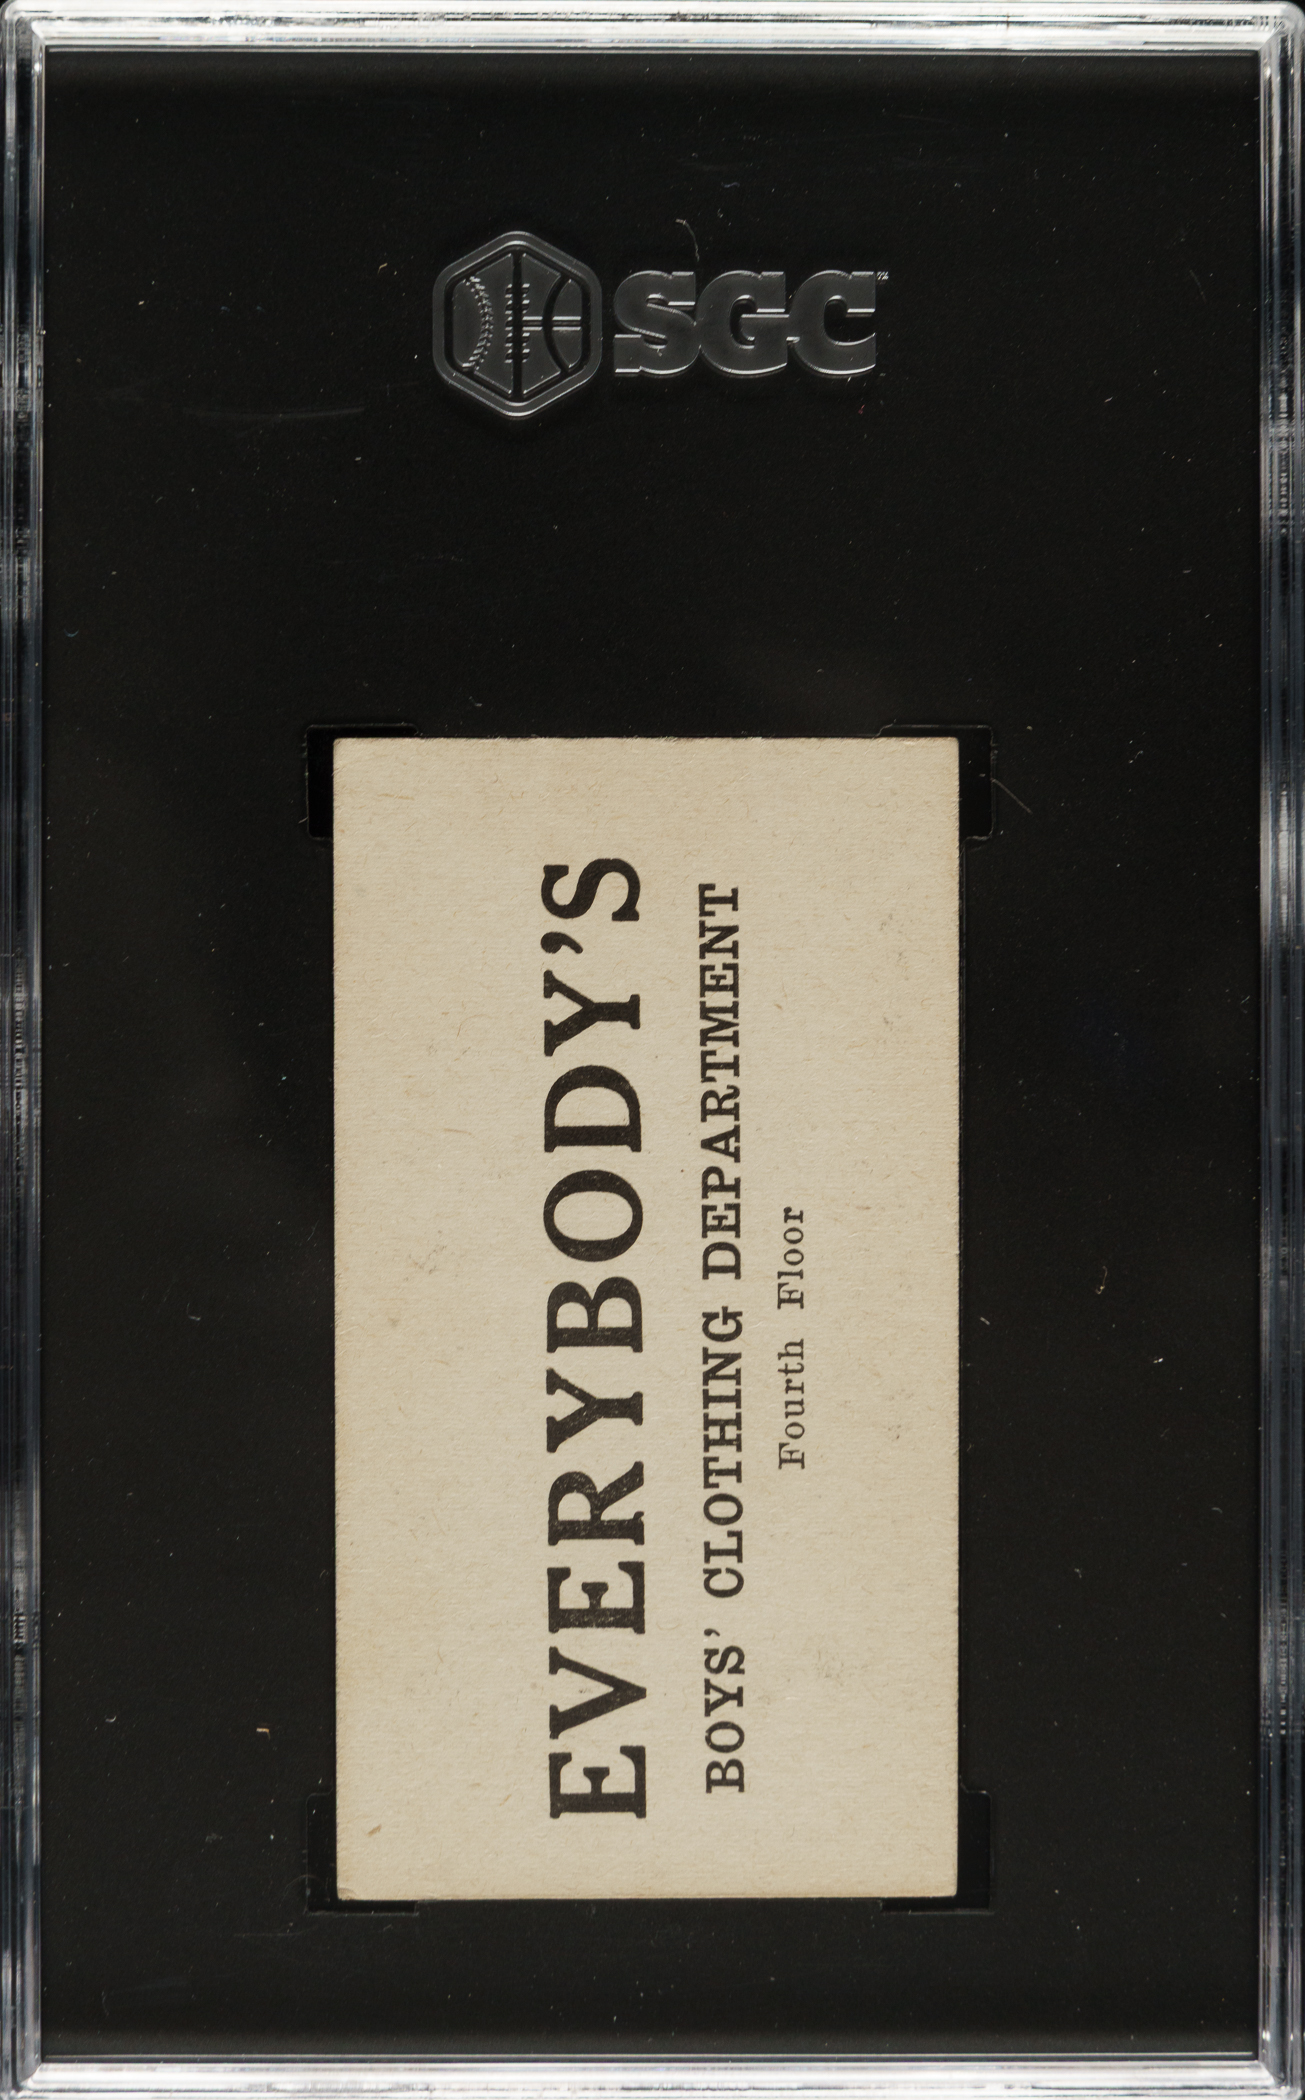 SGC
EVERYBODY'S
BOYS' CLOTHING DEPARTMENT
Fourth Floor